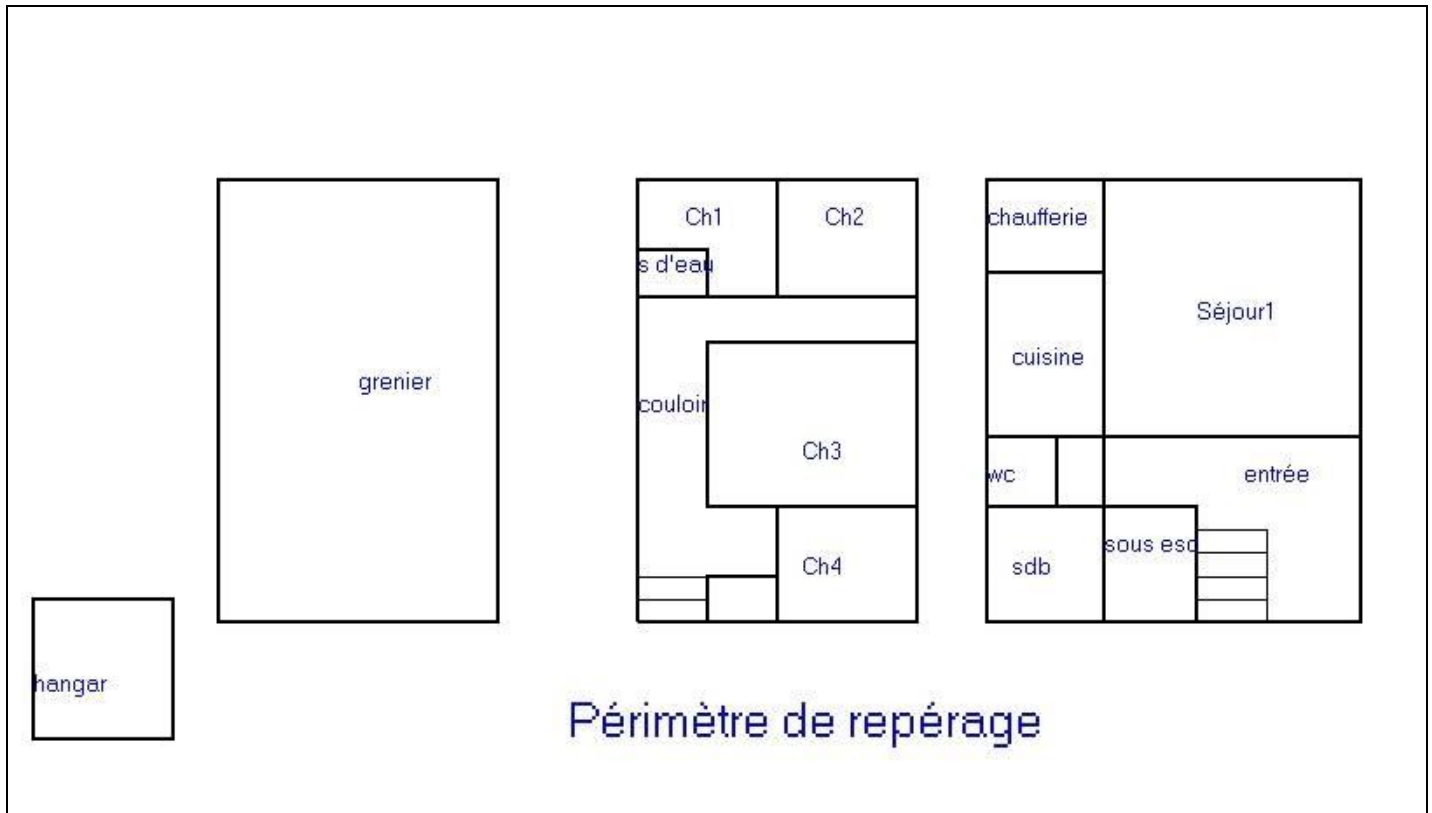 Ch1
Ch2
s d'eau
couloir
Ch3
Ch4
grenier
hangar
chaufferie
Séjour1
cuisine
wc
entrée
sous esc
sdb
Périmètre de repérage